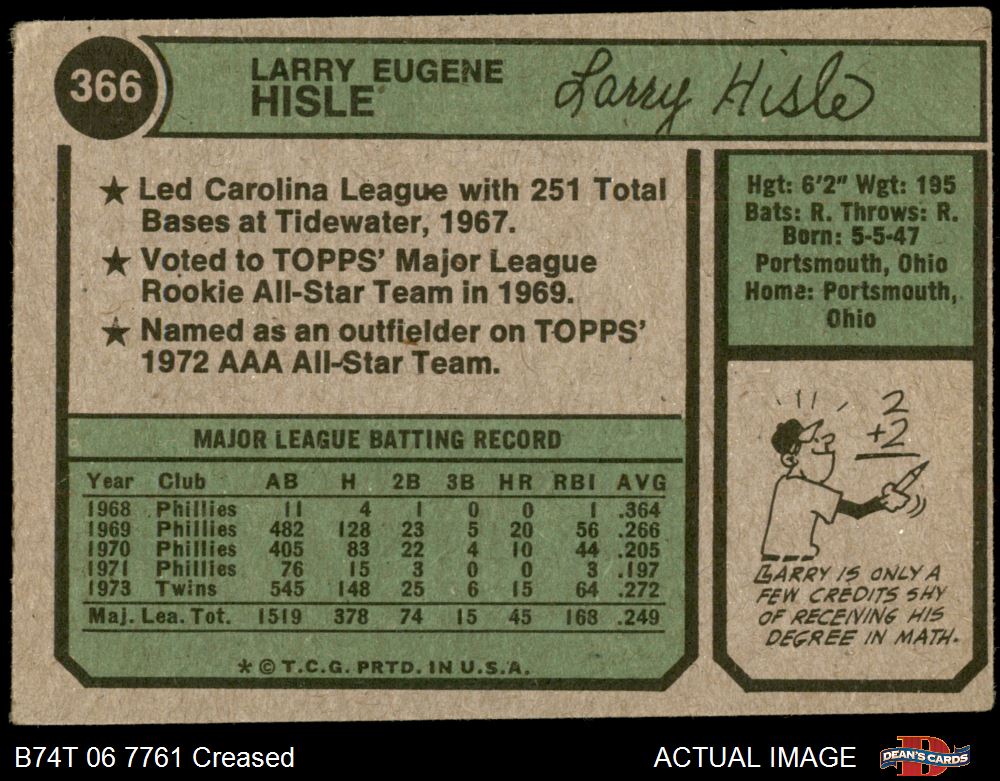 366
LARRY EUGENE
HISLE
Larry Hisle
★ Led Carolina League with 251 Total
Bases at Tidewater, 1967.
★ Voted to TOPPS' Major League
Rookie All-Star Team in 1969.
★ Named as an outfielder on TOPPS'
1972 AAA All-Star Team.
MAJOR LEAGUE BATTING RECORD
Year Club AB H 2B 3B HR RBI AVG
1968 Phillies 11 4 1 0 0 1 .364
1969 Phillies 482 128 23 5 20 56 .266
1970 Phillies 405 83 22 4 10 44 .205
1971 Phillies 76 15 3 0 0 3 .197
1973 Twins 545 148 25 6 15 64 .272
Maj. Lea. Tot. 1519 378 74 15 45 168 .249
* © T.C.G. PRTD. IN U.S.A.
Hgt: 6'2" Wgt: 195
Bats: R. Throws: R.
Born: 5-5-47
Portsmouth, Ohio
Home: Portsmouth,
Ohio
2
+2
LARRY IS ONLY A
FEW CREDITS SHY
OF RECEIVING HIS
DEGREE IN MATH.
B74T 06 7761 Creased
ACTUAL IMAGE
D
DEAN'S CARDS